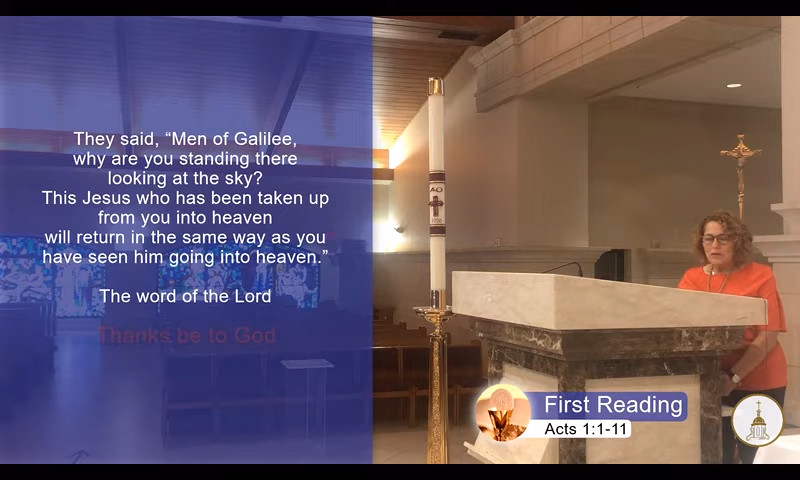 They said, “Men of Galilee,
why are you standing there
looking at the sky?
This Jesus who has been taken up
from you into heaven
will return in the same way as you
have seen him going into heaven.”
The word of the Lord
Thanks be to God
First Reading
Acts 1:1-11